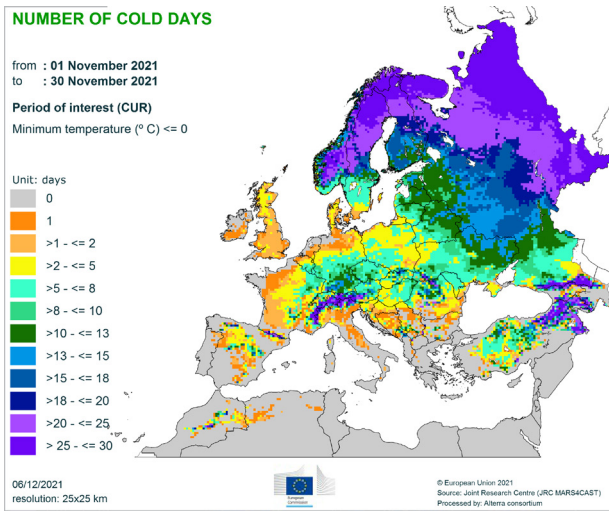 NUMBER OF COLD DAYS
from : 01 November 2021
to : 30 November 2021
Period of interest (CUR)
Minimum temperature (º C) <= 0
Unit: days
0
1
>1 - <= 2
>2 - <= 5
>5 - <= 8
>8 - <= 10
>10 - <= 13
>13 - <= 15
>15 - <= 18
>18 - <= 20
>20 - <= 25
> 25 - <= 30
06/12/2021
resolution: 25x25 km
European
Commission
© European Union 2021
Source: Joint Research Centre (JRC MARS4CAST)
Processed by: Alterra consortium